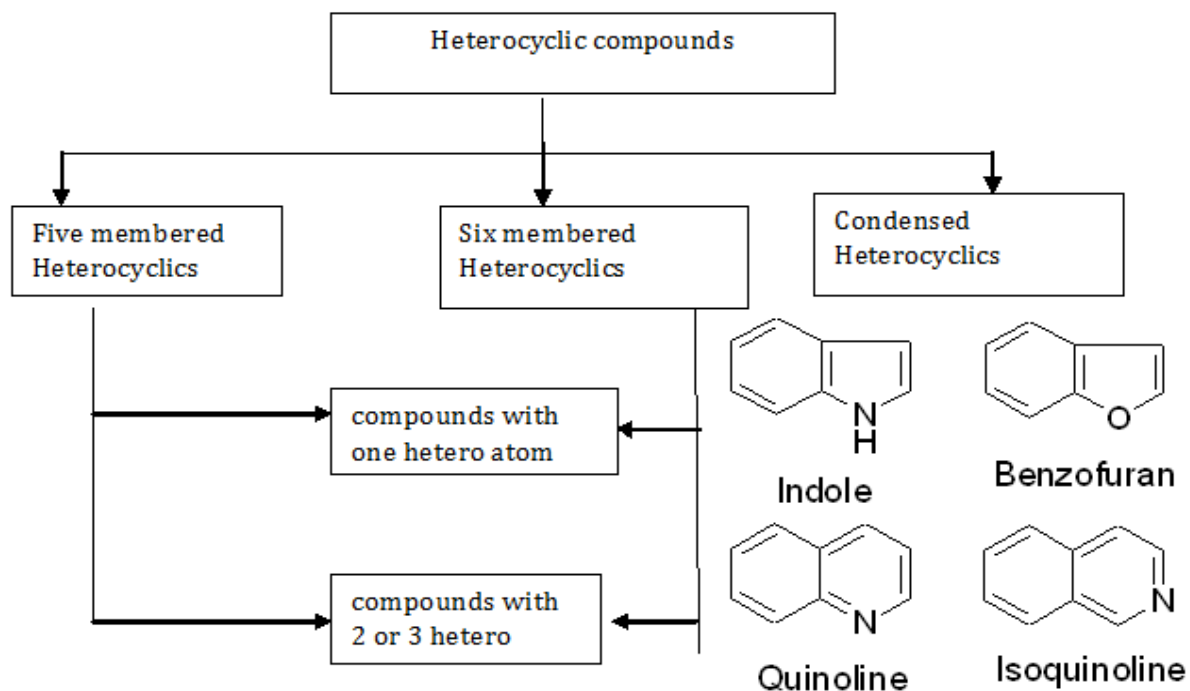 Heterocyclic compounds
Five membered
Heterocyclics
Six membered
Heterocyclics
Condensed
Heterocyclics
compounds with
one hetero atom
compounds with
2 or 3 hetero
N
H
Indole
O
Benzofuran
N
Quinoline
N
Isoquinoline